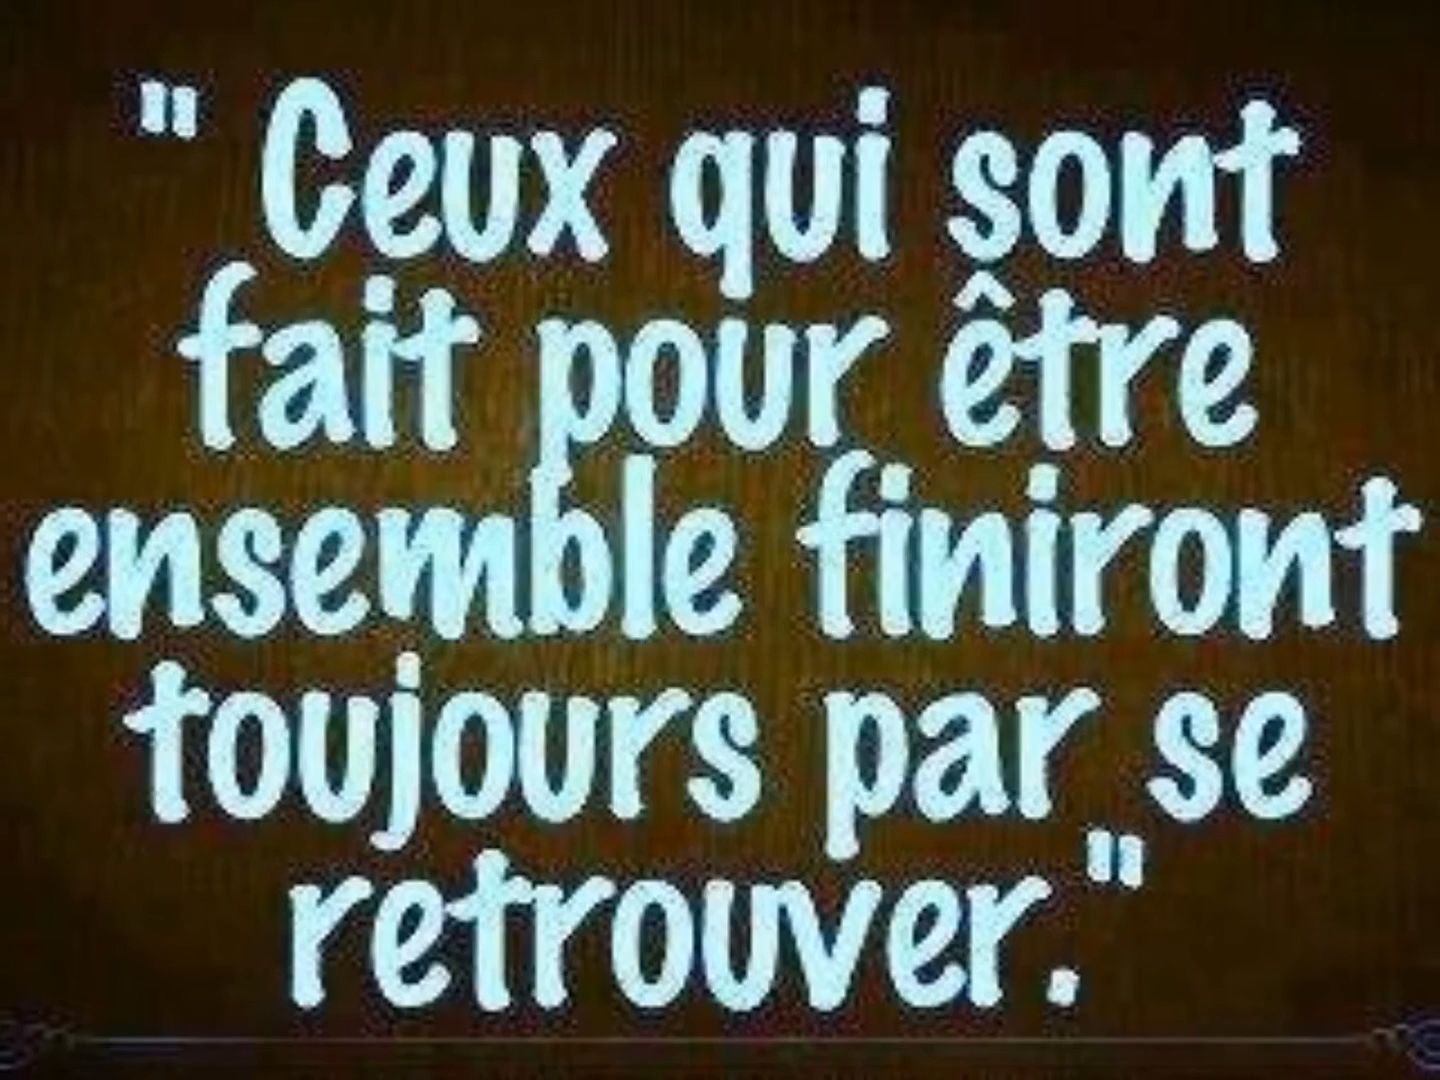 " Ceux qui sont
fait pour être
ensemble finiront
toujours par se
retrouver."